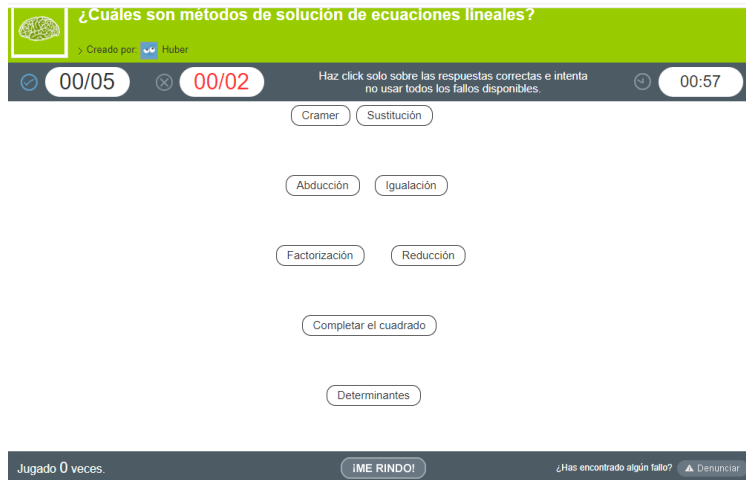 ¿Cuáles son métodos de solución de ecuaciones lineales?
> Creado por: Huber
00/05
00/02
Haz click solo sobre las respuestas correctas e intenta
no usar todos los fallos disponibles.
00:57
Cramer
Sustitución
Abducción
Igualación
Factorización
Reducción
Completar el cuadrado
Determinantes
Jugado 0 veces.
¡ME RINDO!
¿Has encontrado algún fallo?
Denunciar